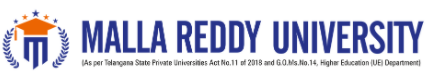 MALLA REDDY UNIVERSITY
(As per Telangana State Private Universities Act No.11 of 2018 and G.O.Ms.No.14, Higher Education (UE) Department)